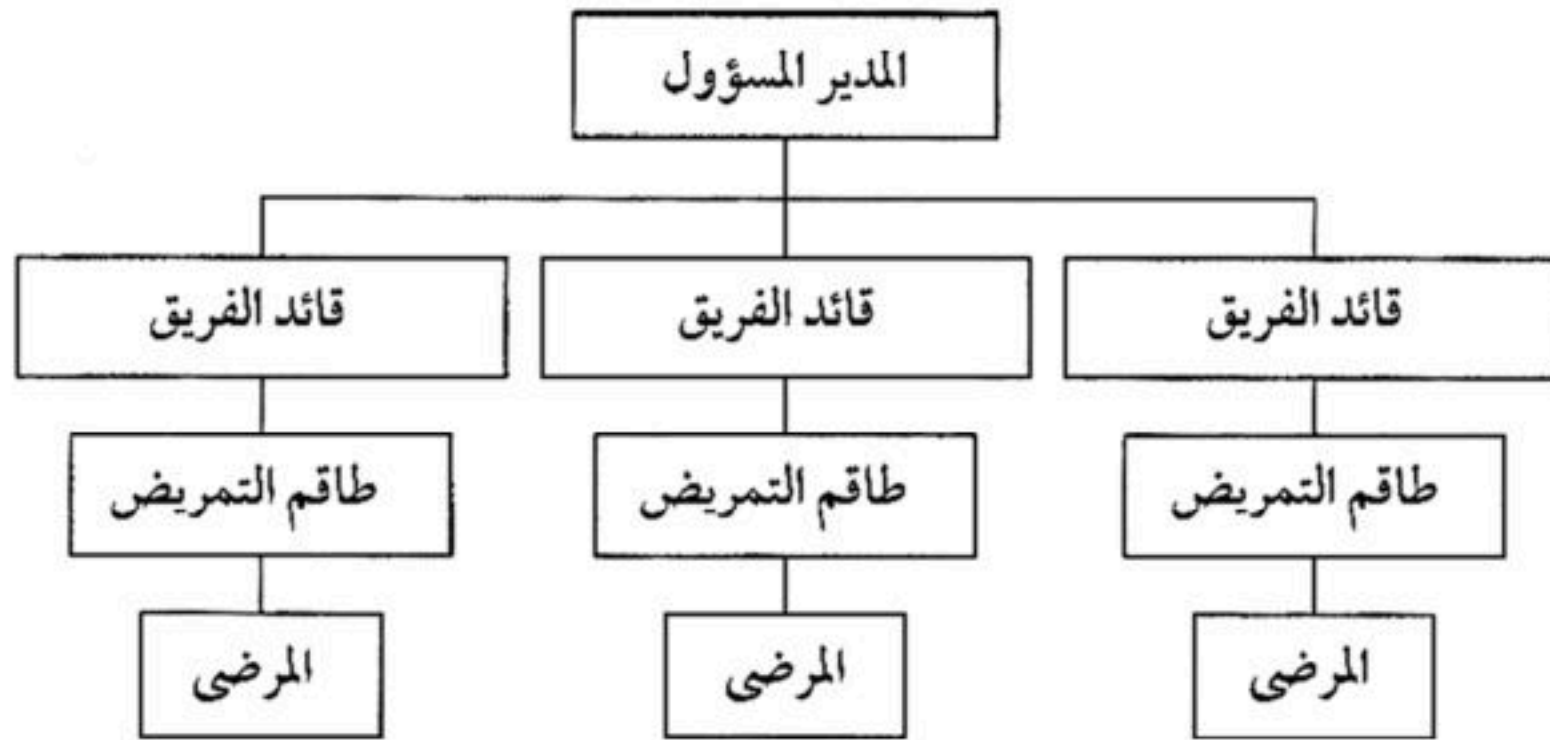 المدير المسؤول
قائد الفريق
قائد الفريق
قائد الفريق
طاقم التمريض
طاقم التمريض
طاقم التمريض
المرضى
المرضى
المرضى